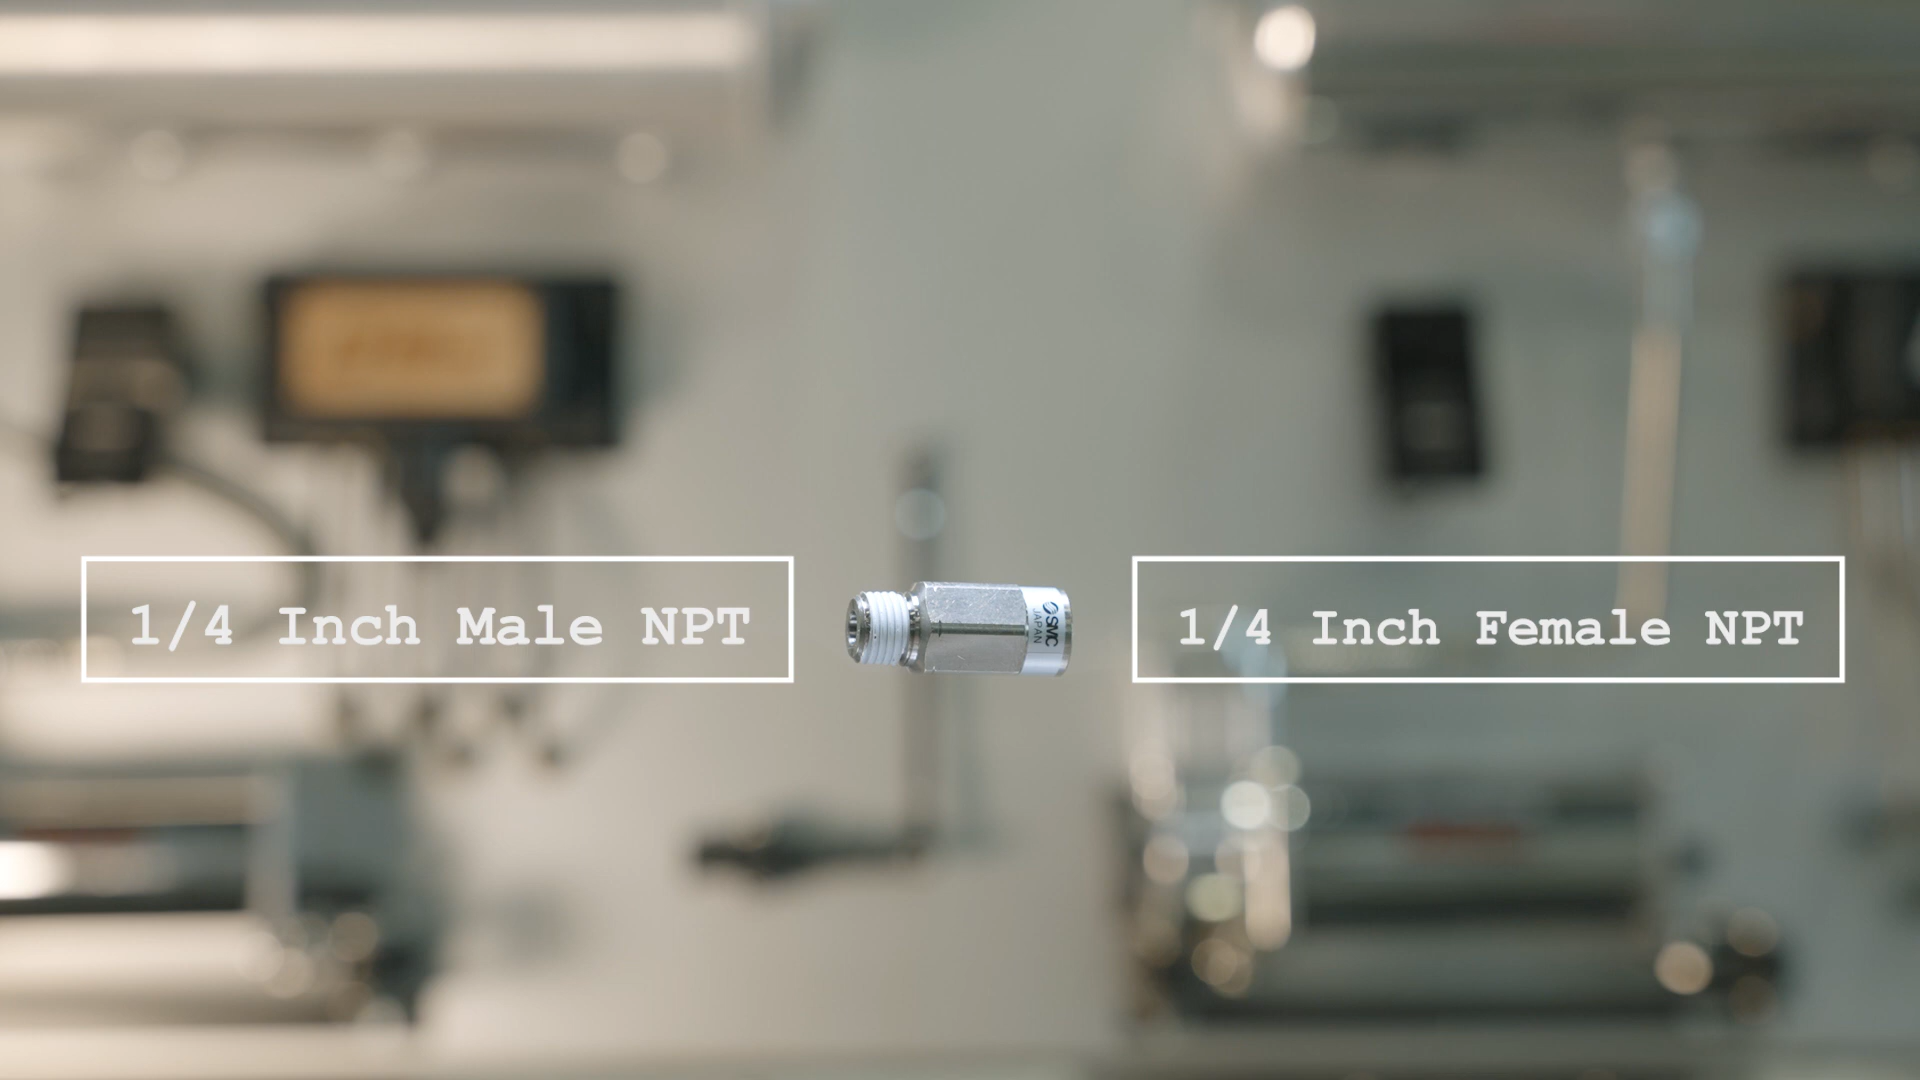 1/4 Inch Male NPT
SMC
JAPAN
1/4 Inch Female NPT